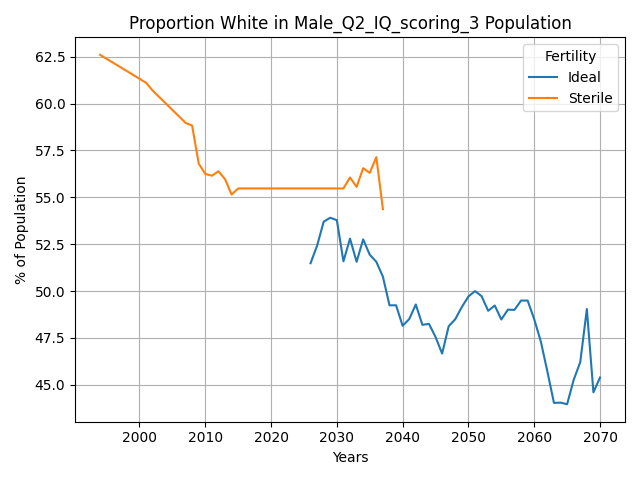 Proportion White in Male_Q2_IQ_scoring_3 Population
Fertility
Ideal
Sterile
% of Population
62.5
60.0
57.5
55.0
52.5
50.0
47.5
45.0
2000 2010 2020 2030 2040 2050 2060 2070
Years